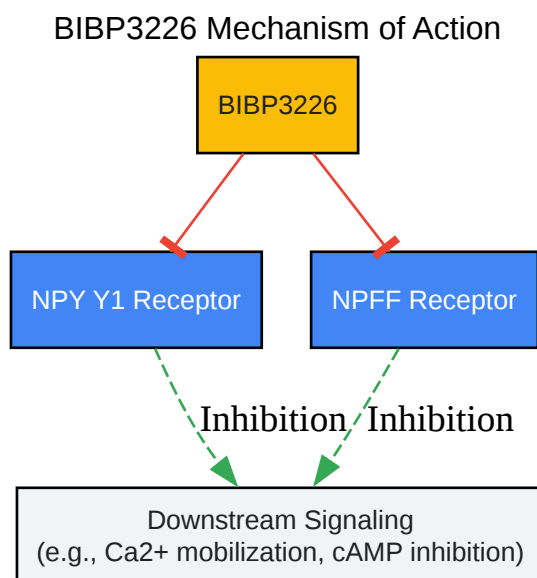 BIBP3226 Mechanism of Action
BIBP3226
NPY Y1 Receptor
NPFF Receptor
Inhibition
Inhibition
Downstream Signaling
(e.g., Ca2+ mobilization, cAMP inhibition)